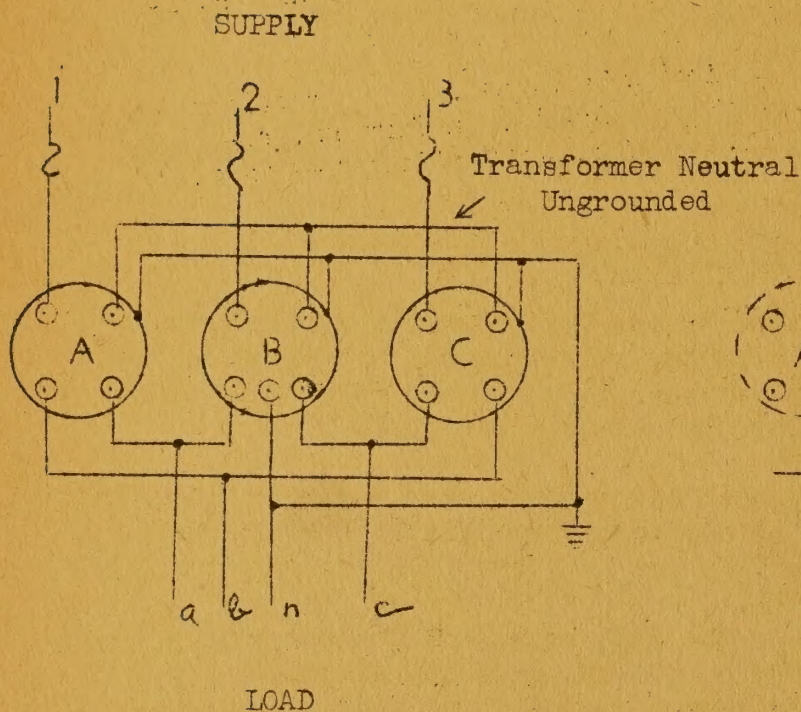 SUPPLY
1 2 3
Transformer Neutral
Ungrounded
A B C
a b n c
LOAD